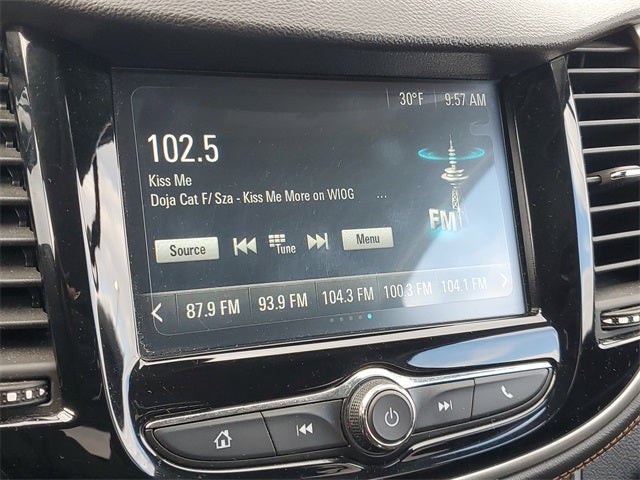 30°F 9:57 AM
102.5
Kiss Me
Doja Cat F/ Sza - Kiss Me More on WIOG ...
FM
Source Tune Menu
87.9 FM 93.9 FM 104.3 FM 100.3 FM 104.1 FM